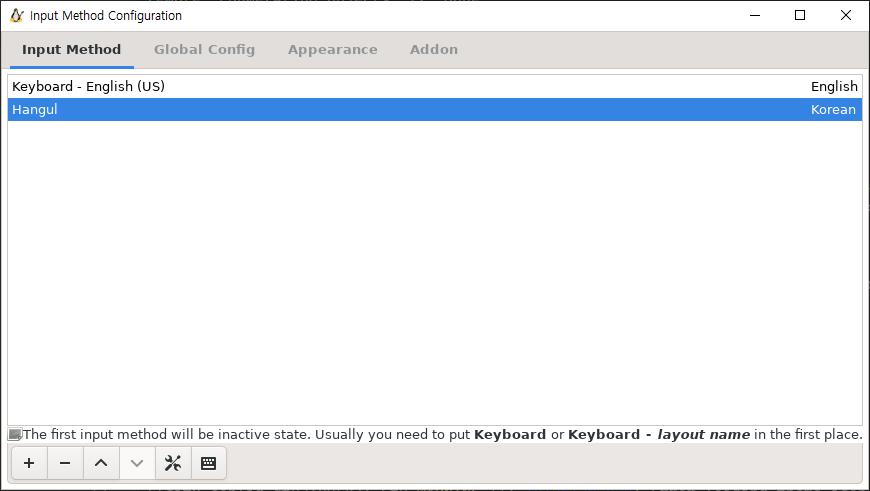 Input Method Configuration
Input Method Global Config Appearance Addon
Keyboard - English (US) English
Hangul Korean
The first input method will be inactive state. Usually you need to put Keyboard or Keyboard - layout name in the first place.